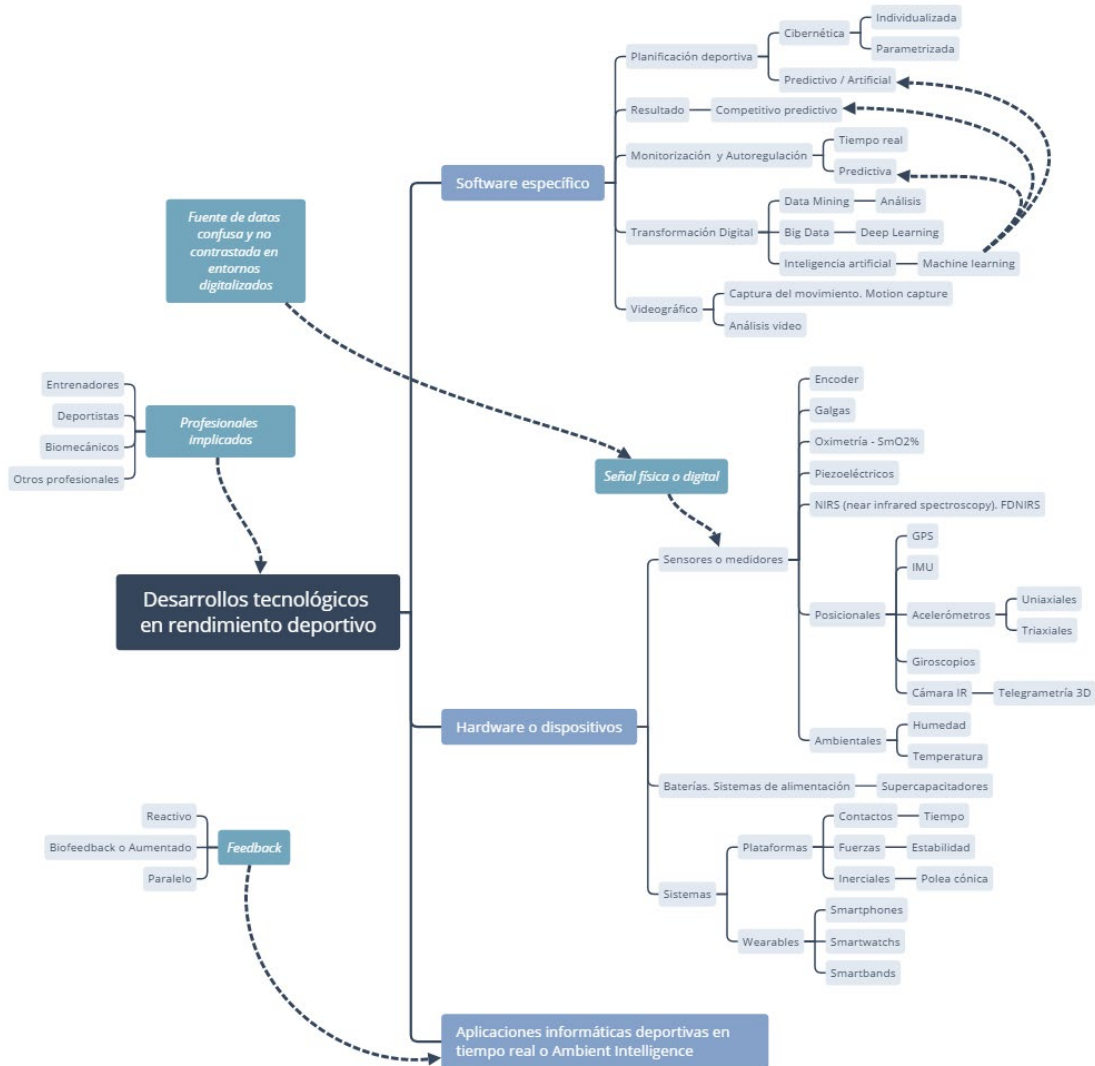 Individualizada
Cibernética
Parametrizada
Planificación deportiva
Predictivo / Artificial
Resultado
Competitivo predictivo
Tiempo real
Monitorización y Autoregulación
Predictiva
Software específico
Data Mining
Análisis
Transformación Digital
Big Data
Deep Learning
Inteligencia artificial
Machine learning
Captura del movimiento. Motion capture
Videográfico
Análisis video
Fuente de datos
confusa y no
contrastada en
entornos
digitalizados
Entrenadores
Deportistas
Biomecánicos
Otros profesionales
Profesionales
implicados
Señal física o digital
Desarrollos tecnológicos
en rendimiento deportivo
Hardware o dispositivos
Sensores o medidores
Encoder
Galgas
Oximetría - SmO2%
Piezoeléctricos
NIRS (near infrared spectroscopy). FDNIRS
Posicionales
GPS
IMU
Acelerómetros
Uniaxiales
Triaxiales
Giroscopios
Cámara IR
Telegrametría 3D
Ambientales
Humedad
Temperatura
Baterías. Sistemas de alimentación
Supercapacitadores
Sistemas
Plataformas
Contactos
Tiempo
Fuerzas
Estabilidad
Inerciales
Polea cónica
Wearables
Smartphones
Smartwatchs
Smartbands
Reactivo
Biofeedback o Aumentado
Paralelo
Feedback
Aplicaciones informáticas deportivas en
tiempo real o Ambient Intelligence